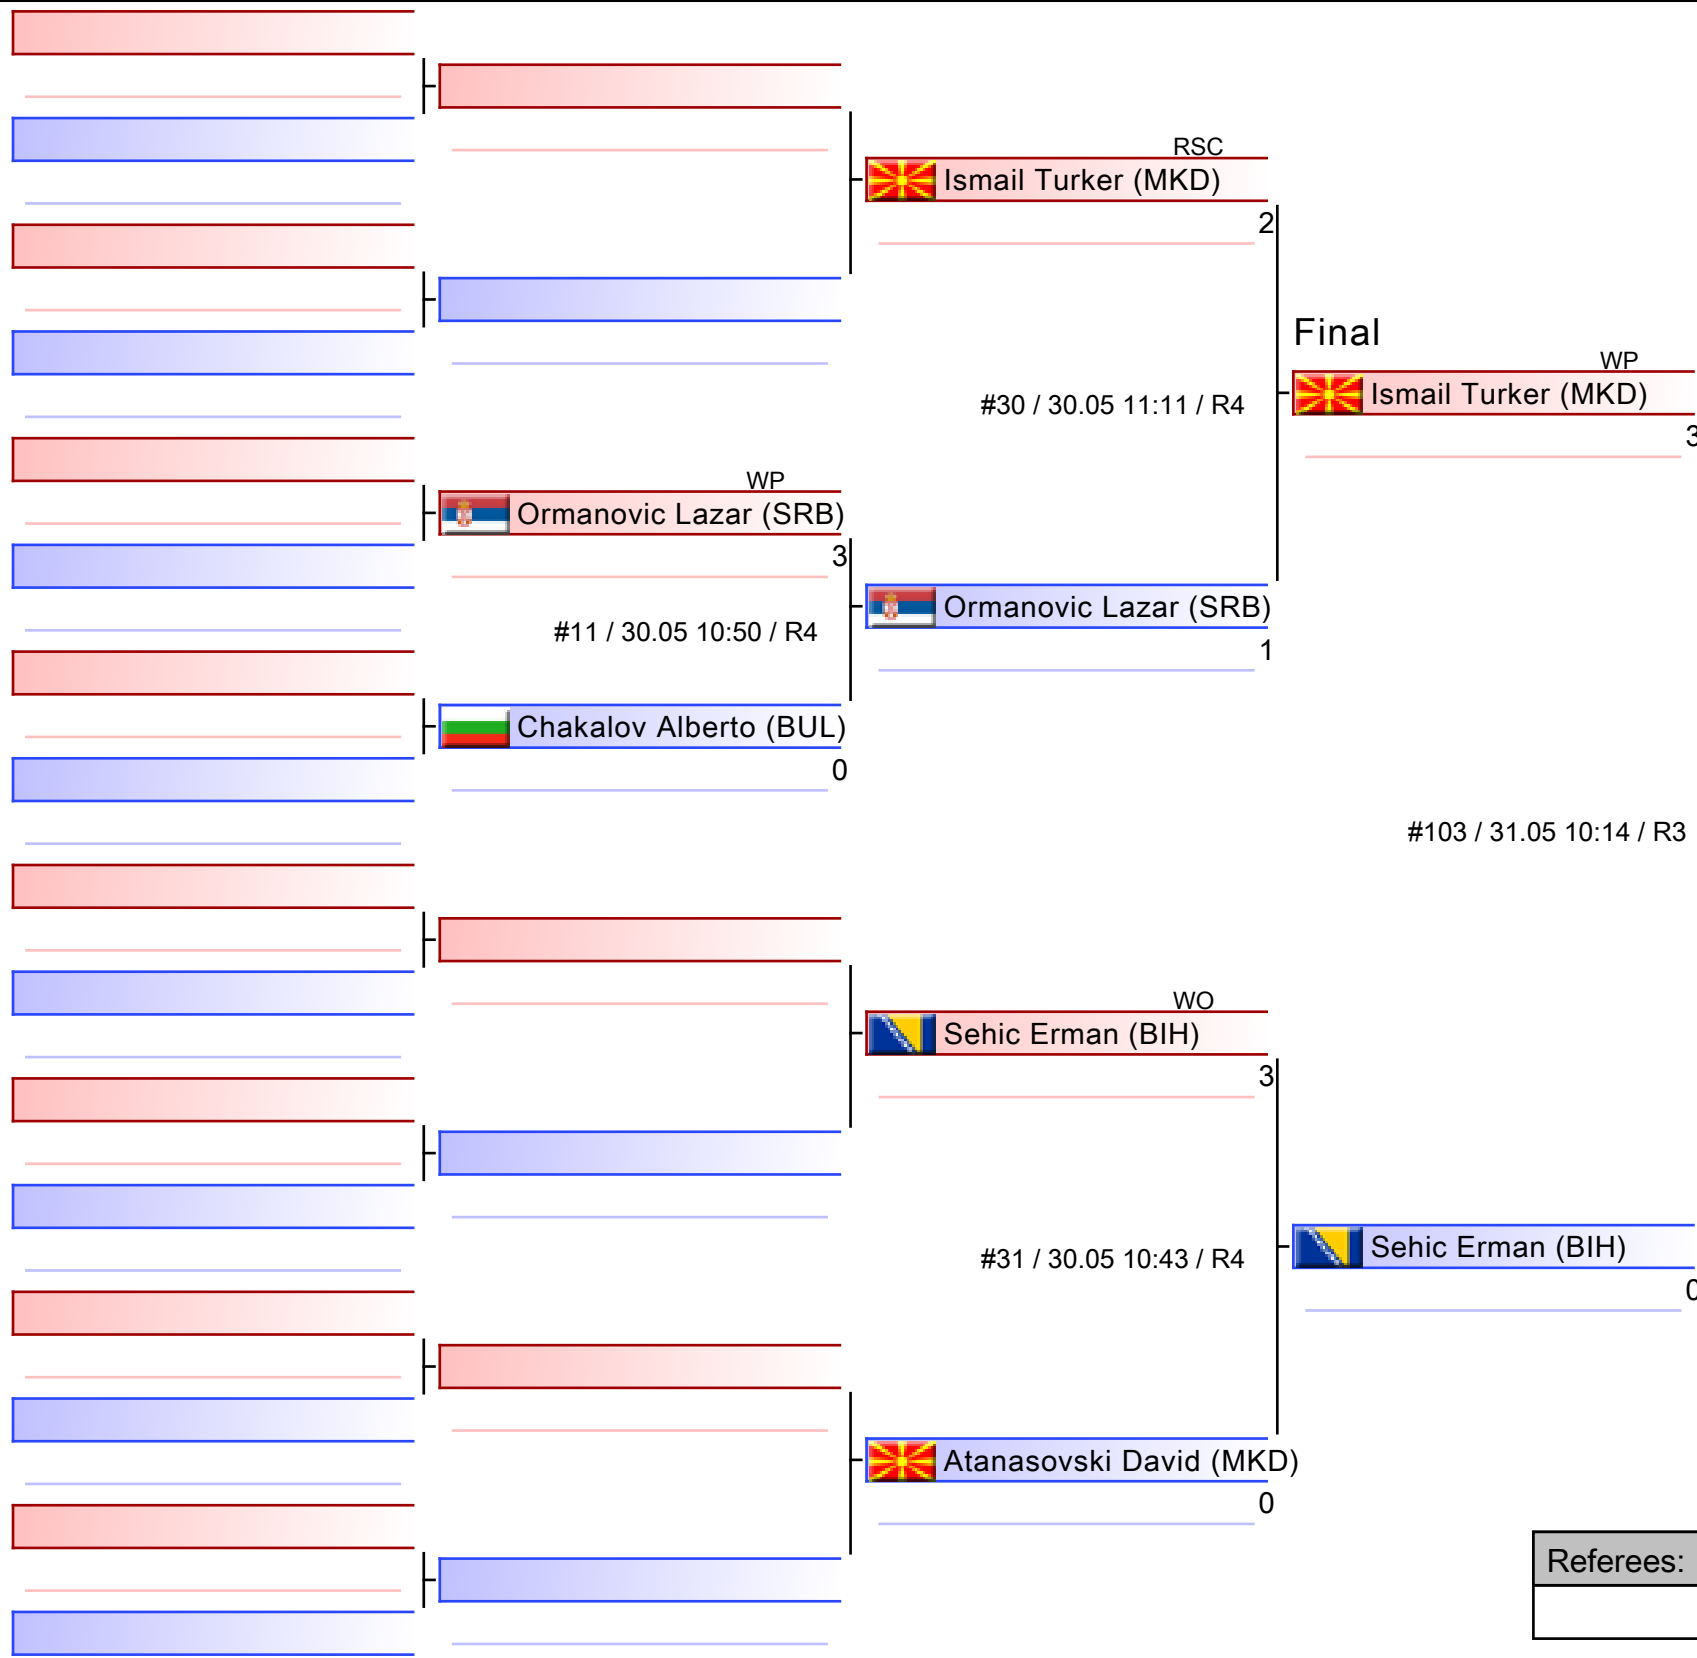 RSC
Ismail Turker (MKD)
2
Final
WP
Ismail Turker (MKD)
3
#30 / 30.05 11:11 / R4
WP
Ormanovic Lazar (SRB)
3
#11 / 30.05 10:50 / R4
Ormanovic Lazar (SRB)
1
Chakalov Alberto (BUL)
0
#103 / 31.05 10:14 / R3
WO
Sehic Erman (BIH)
3
#31 / 30.05 10:43 / R4
Sehic Erman (BIH)
0
Atanasovski David (MKD)
0
Referees: